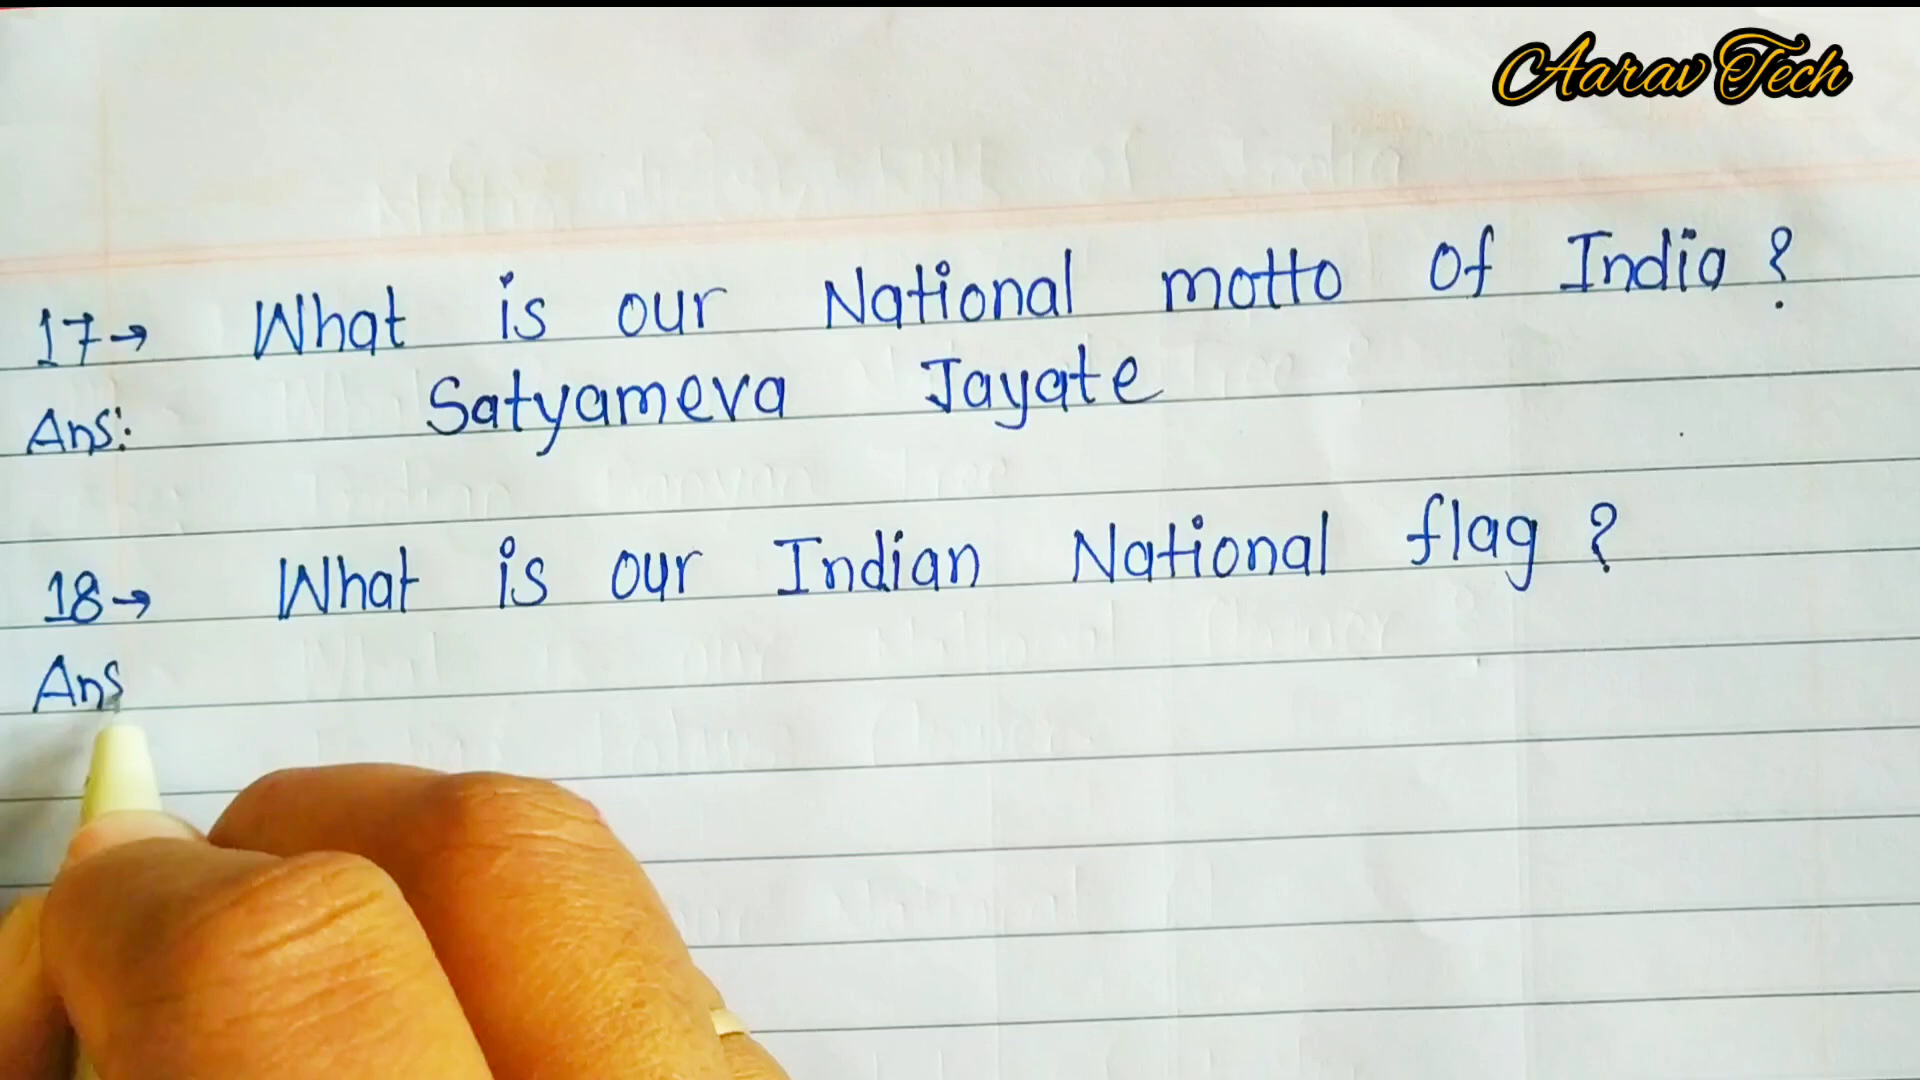 Aarav Tech
17→ What is our National motto of India?
Ans: Satyameva Jayate
18→ What is our Indian National flag?
Ans